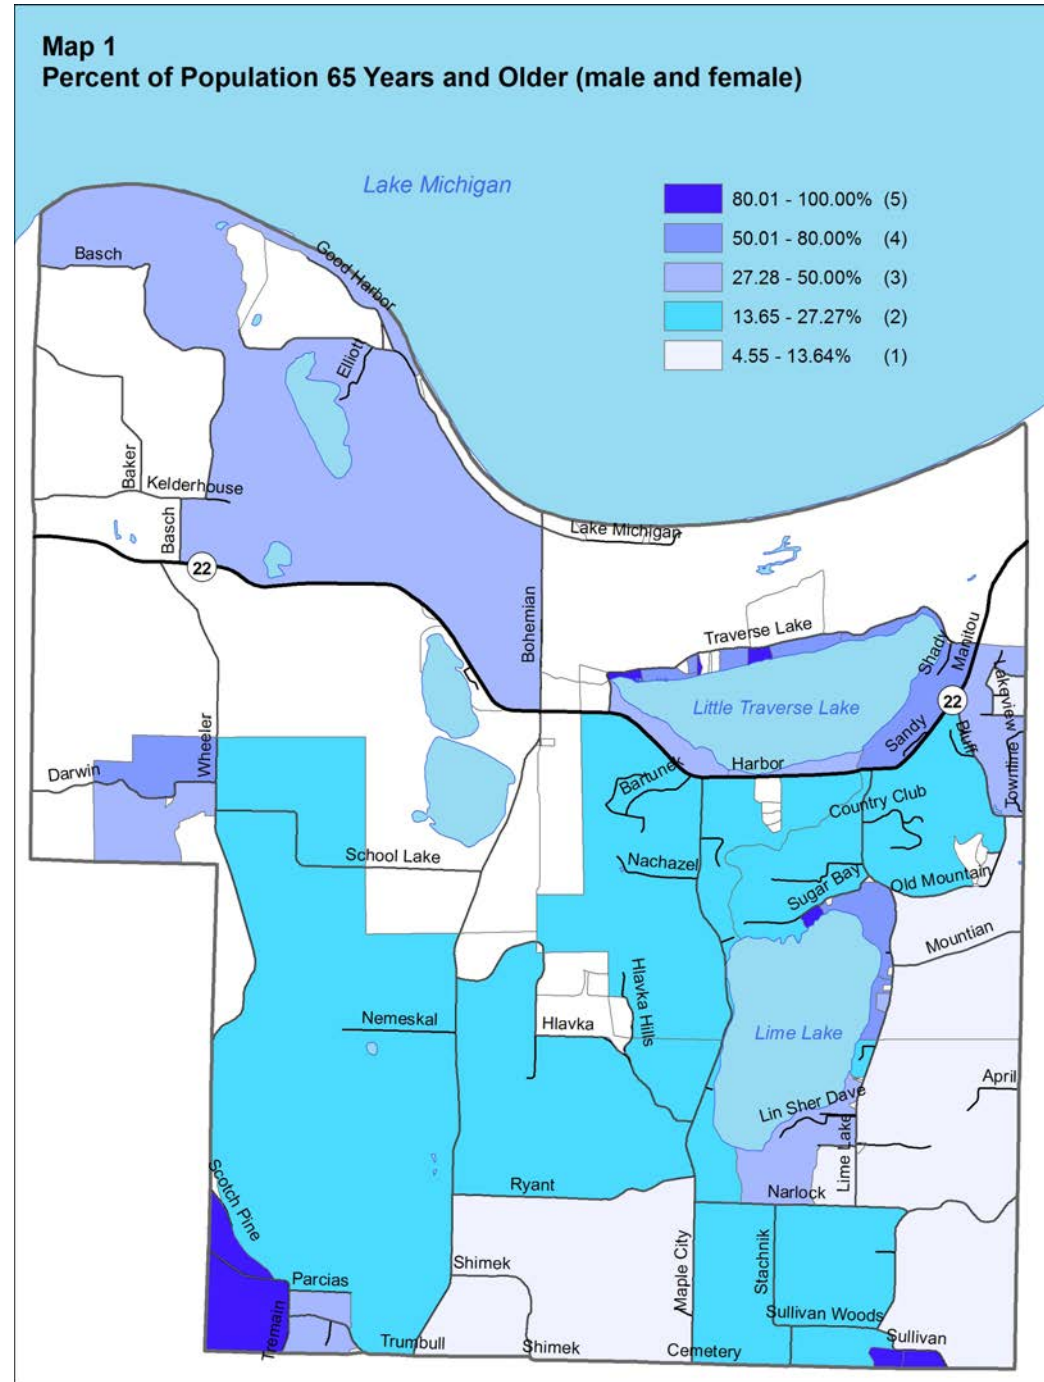 Map 1
Percent of Population 65 Years and Older (male and female)
Lake Michigan
80.01 - 100.00% (5)
50.01 - 80.00% (4)
27.28 - 50.00% (3)
13.65 - 27.27% (2)
4.55 - 13.64% (1)
Basch
Good Harbor
Elliott
Baker
Kelderhouse
Basch
22
Lake Michigan
Bohemian
Traverse Lake
Shady
Manitou
Lakeview
Little Traverse Lake
22
Sandy
Bluff
Townline
Wheeler
Darwin
Harbor
Bartunek
Country Club
School Lake
Nachazel
Sugar Bay
Old Mountain
Mountian
Hlavka Hills
Nemeskal
Hlavka
Lime Lake
April
Lin Sher Dave
Lime Lake
Scotch Pine
Ryant
Narlock
Shimek
Maple City
Stachnik
Parcias
Tremain
Trumbull
Shimek
Cemetery
Sullivan Woods
Sullivan